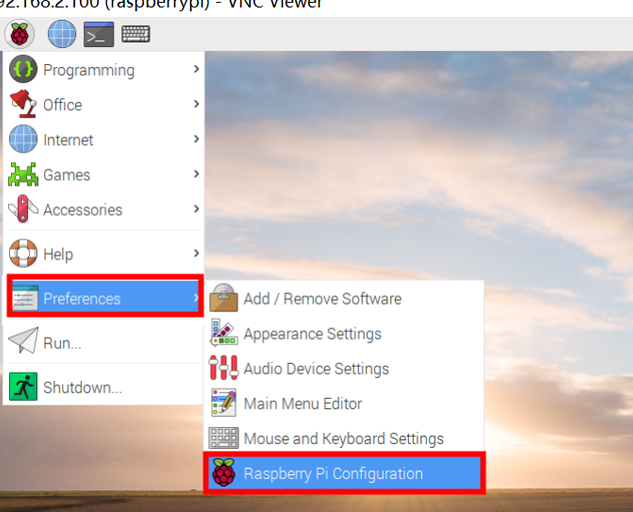 92.168.2.100 (raspberrypi) - VNC Viewer
Programming
Office
Internet
Games
Accessories
Help
Preferences
Run...
Shutdown...
Add / Remove Software
Appearance Settings
Audio Device Settings
Main Menu Editor
Mouse and Keyboard Settings
Raspberry Pi Configuration